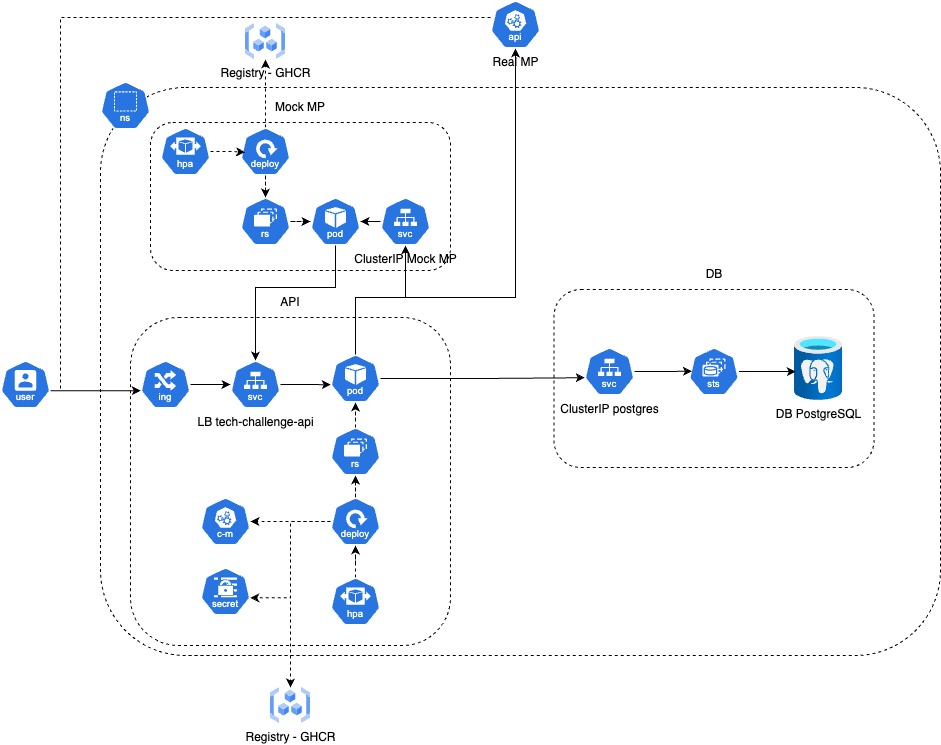 api
Real MP
Registry - GHCR
ns
Mock MP
hpa
deploy
rs
pod
svc
ClusterIP Mock MP
API
DB
user
ing
svc
LB tech-challenge-api
pod
svc
ClusterIP postgres
sts
DB PostgreSQL
rs
c-m
deploy
secret
hpa
Registry - GHCR